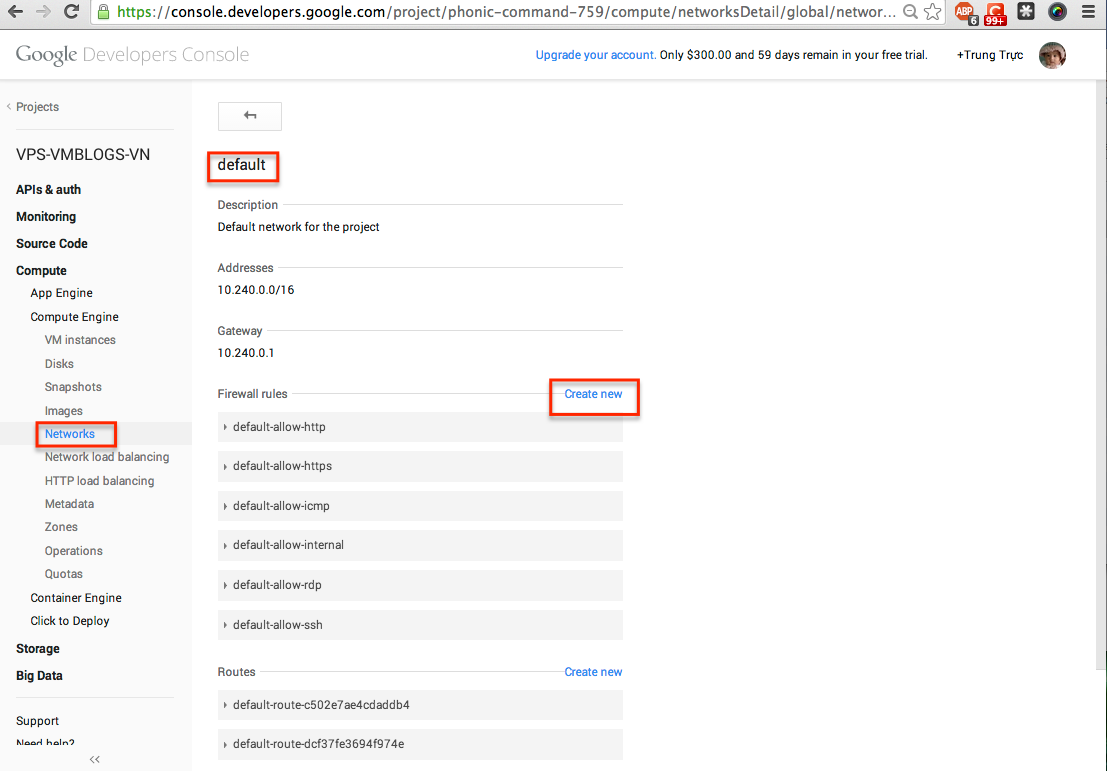 https://console.developers.google.com/project/phonic-command-759/compute/networksDetail/global/networ...
ABP
6
99+
Google Developers Console
Upgrade your account. Only $300.00 and 59 days remain in your free trial.
+Trung Trực
Projects
VPS-VMBLOGS-VN
APIs & auth
Monitoring
Source Code
Compute
App Engine
Compute Engine
VM instances
Disks
Snapshots
Images
Networks
Network load balancing
HTTP load balancing
Metadata
Zones
Operations
Quotas
Container Engine
Click to Deploy
Storage
Big Data
Support
Need help?
default
Description
Default network for the project
Addresses
10.240.0.0/16
Gateway
10.240.0.1
Firewall rules
Create new
default-allow-http
default-allow-https
default-allow-icmp
default-allow-internal
default-allow-rdp
default-allow-ssh
Routes
Create new
default-route-c502e7ae4cdaddb4
default-route-dcf37fe3694f974e